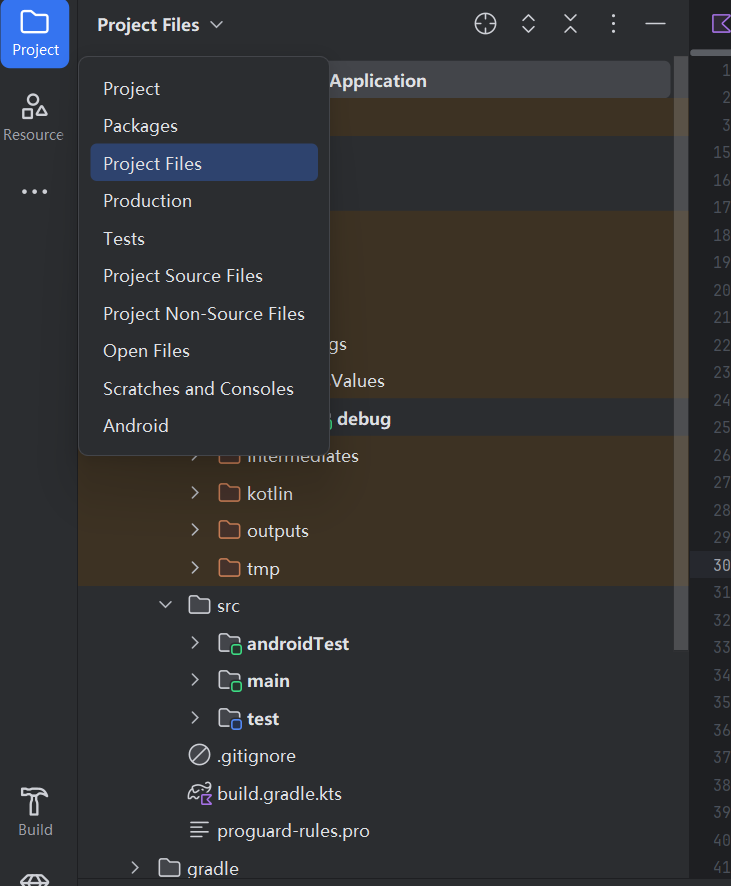 Project
Project Files
Resource
Project
Packages
Project Files
Production
Tests
Project Source Files
Project Non-Source Files
Open Files
Scratches and Consoles
Android
Application
gs
Values
debug
intermediates
kotlin
outputs
tmp
src
androidTest
main
test
.gitignore
build.gradle.kts
proguard-rules.pro
gradle
Build
1
2
3
15
16
17
18
19
20
21
22
23
24
25
26
27
28
29
30
31
32
33
34
35
36
37
38
39
40
41